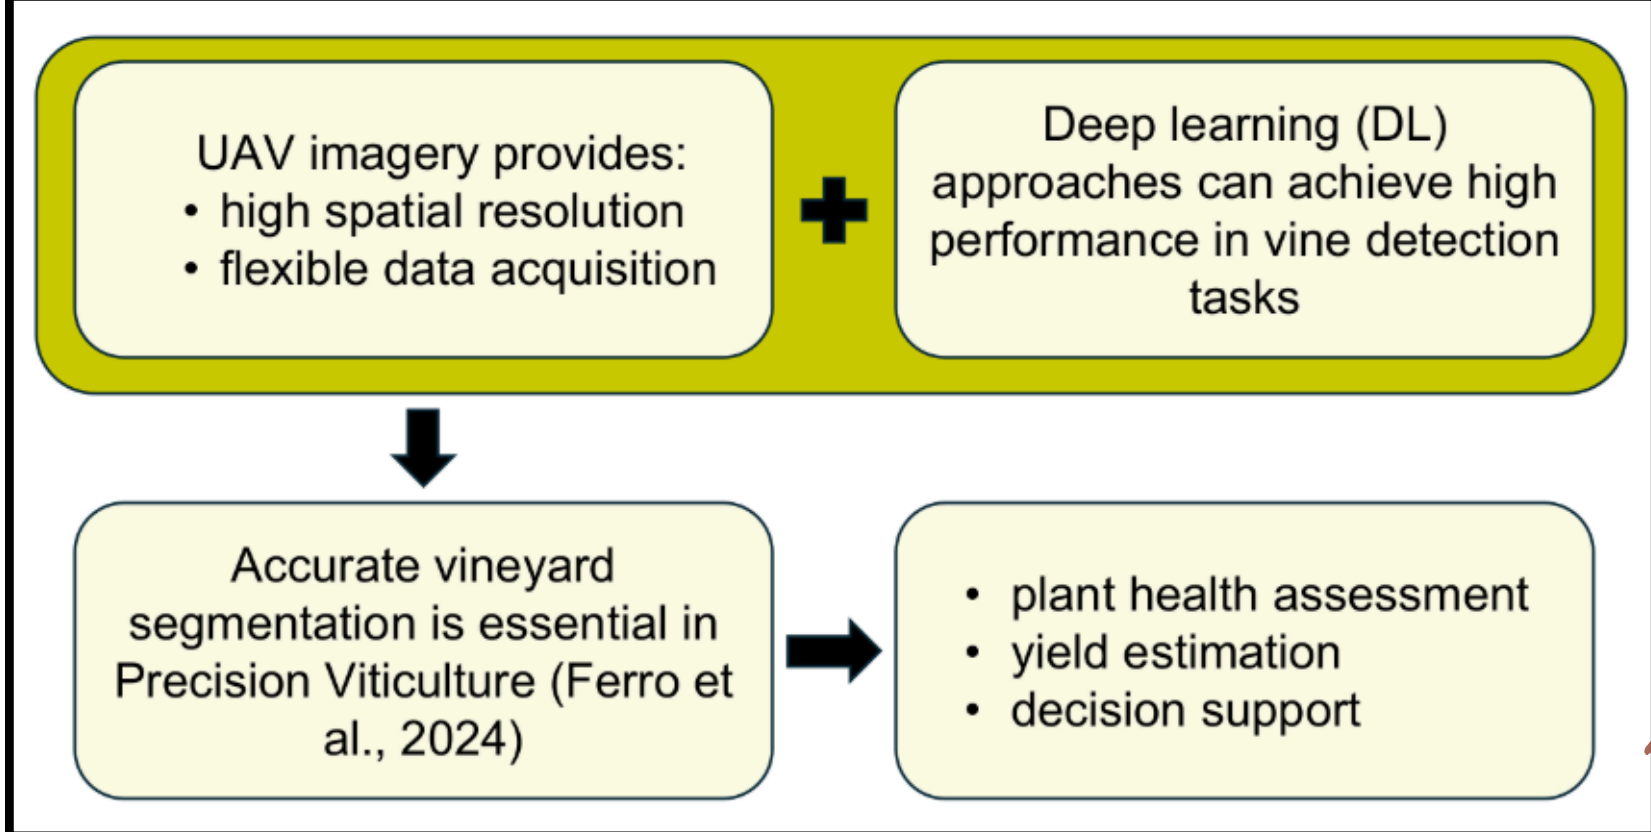 UAV imagery provides:
• high spatial resolution
• flexible data acquisition
Deep learning (DL)
approaches can achieve high
performance in vine detection
tasks
Accurate vineyard
segmentation is essential in
Precision Viticulture (Ferro et
al., 2024)
• plant health assessment
• yield estimation
• decision support